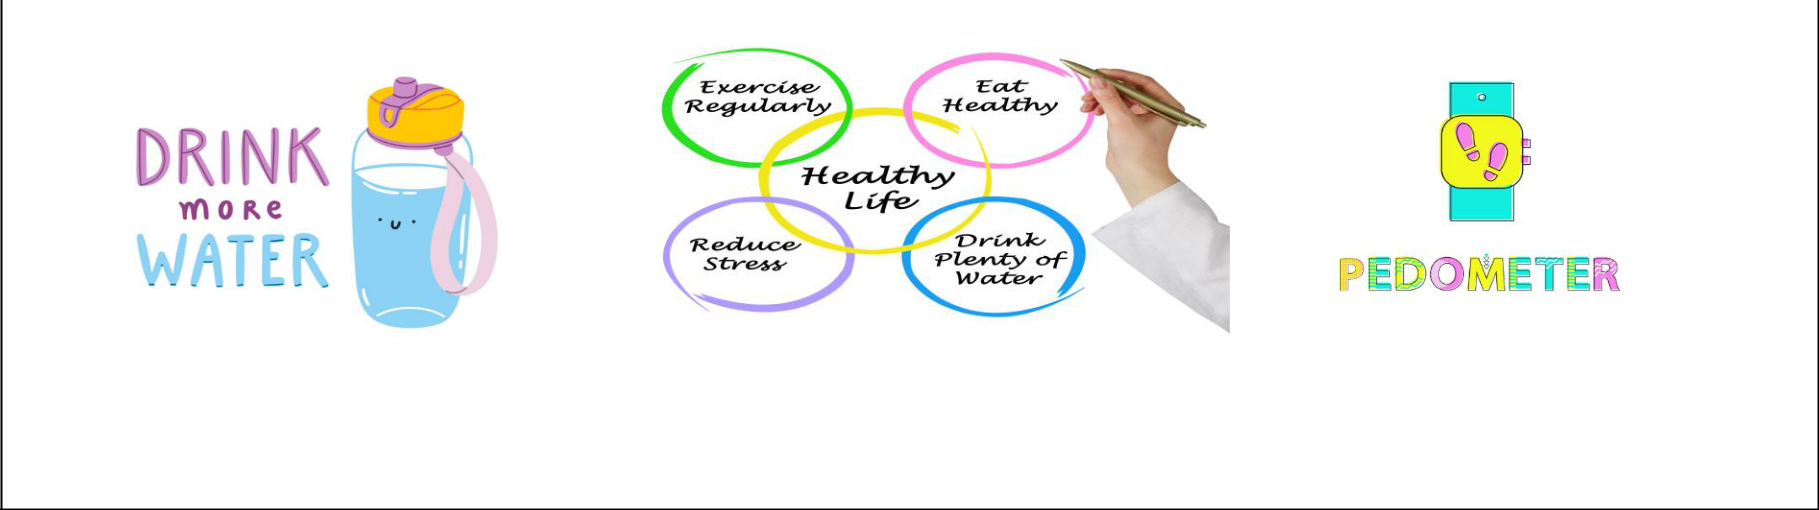 DRINK
more
WATER
Exercise
Regularly
Eat
Healthy
Healthy
Life
Reduce
Stress
Drink
Plenty of
Water
PEDOMETER